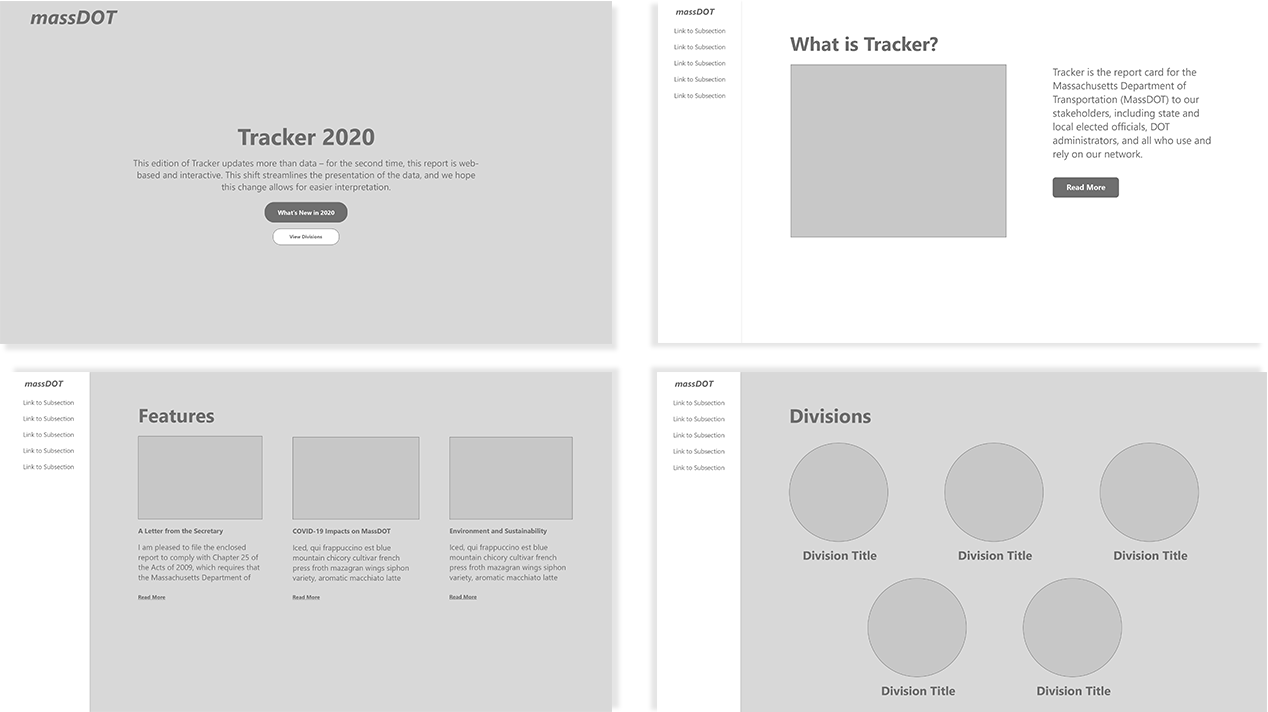 massDOT
Tracker 2020
This edition of Tracker updates more than data – for the second time, this report is web-
based and interactive. This shift streamlines the presentation of the data, and we hope
this change allows for easier interpretation.
What's New in 2020
View Divisions
massDOT
Link to Subsection
Link to Subsection
Link to Subsection
Link to Subsection
Link to Subsection
What is Tracker?
Tracker is the report card for the
Massachusetts Department of
Transportation (MassDOT) to our
stakeholders, including state and
local elected officials, DOT
administrators, and all who use and
rely on our network.
Read More
massDOT
Link to Subsection
Link to Subsection
Link to Subsection
Link to Subsection
Link to Subsection
Features
A Letter from the Secretary
I am pleased to file the enclosed
report to comply with Chapter 25 of
the Acts of 2009, which requires that
the Massachusetts Department of
Read More
COVID-19 Impacts on MassDOT
Iced, qui frappuccino est blue
mountain chicory cultivar french
press froth mazagran wings siphon
variety, aromatic macchiato latte
Read More
Environment and Sustainability
Iced, qui frappuccino est blue
mountain chicory cultivar french
press froth mazagran wings siphon
variety, aromatic macchiato latte
Read More
massDOT
Link to Subsection
Link to Subsection
Link to Subsection
Link to Subsection
Link to Subsection
Divisions
Division Title
Division Title
Division Title
Division Title
Division Title